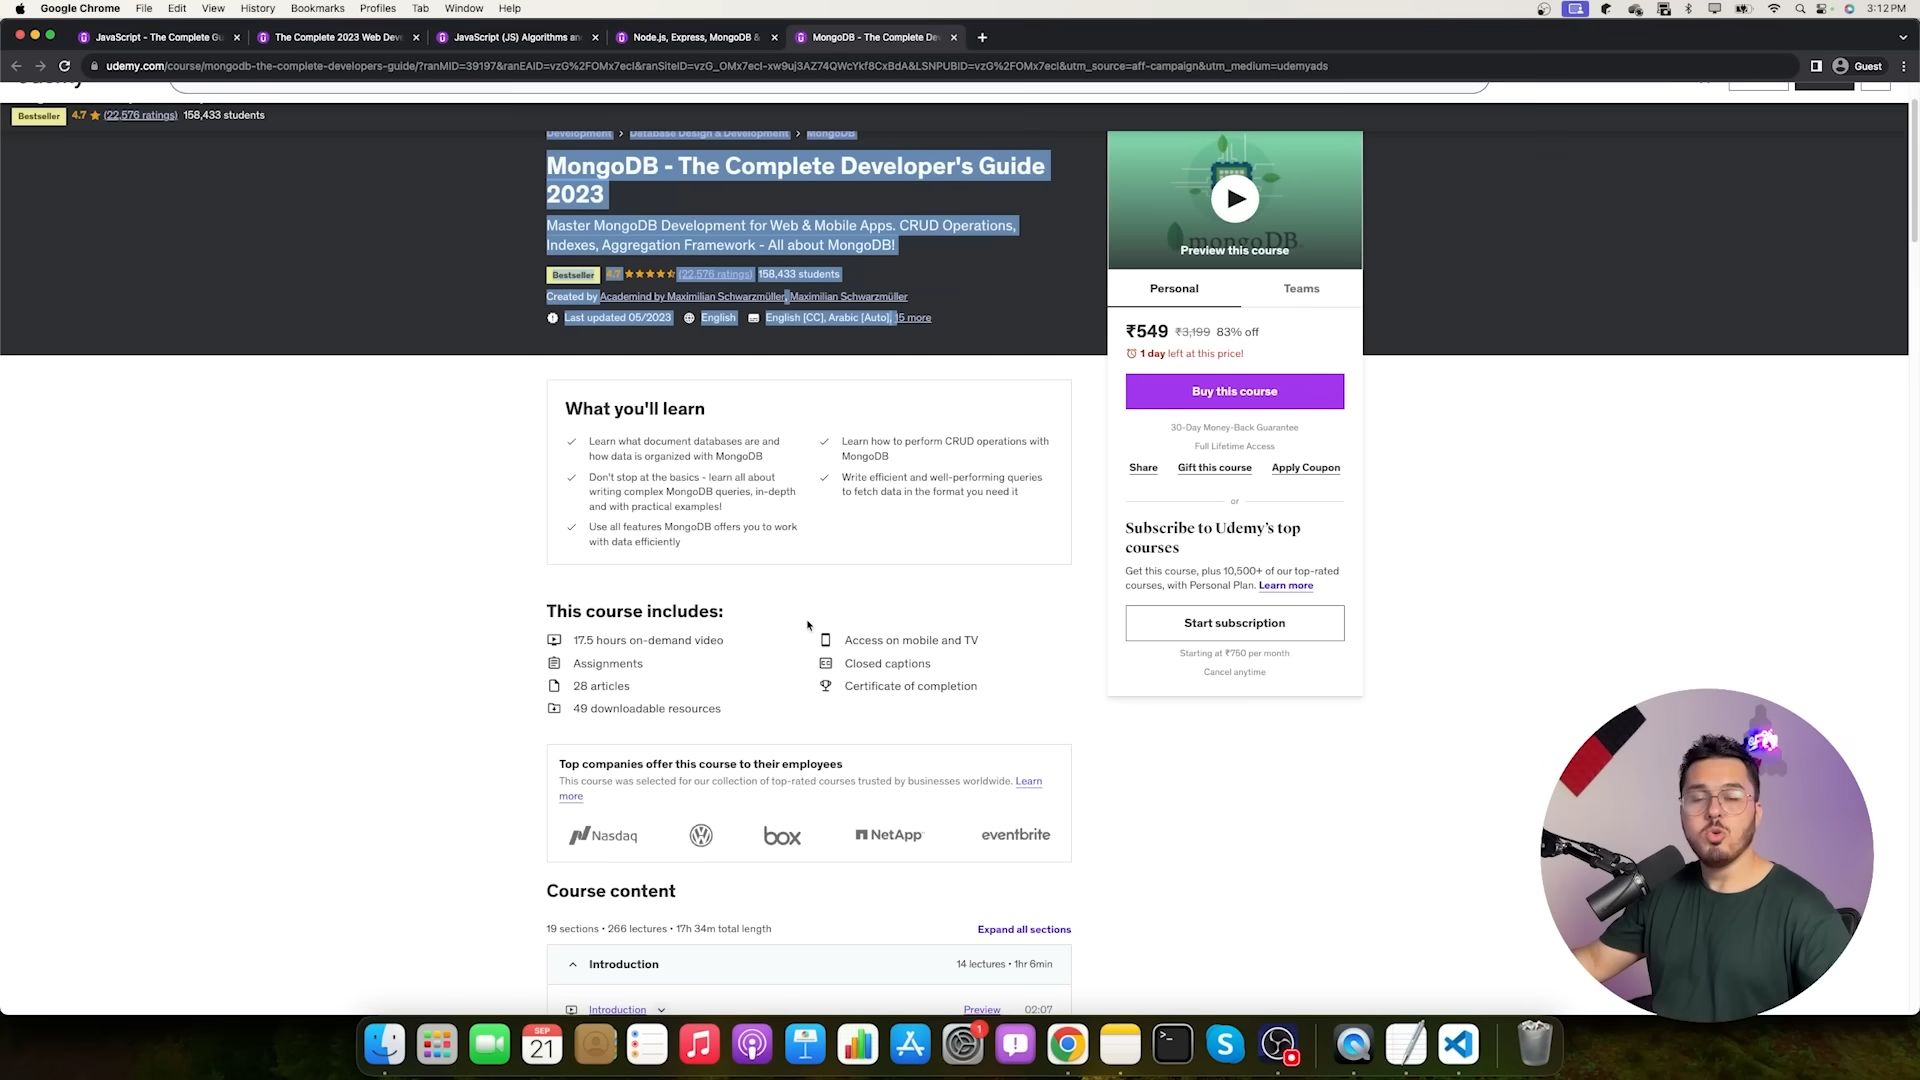 Google Chrome File Edit View History Bookmarks Profiles Tab Window Help 3:12 PM
JavaScript - The Complete Gu The Complete 2023 Web Deve JavaScript (JS) Algorithms an Node.js, Express, MongoDB & MongoDB - The Complete De
udemy.com/course/mongodb-the-complete-developers-guide/?ranMID=39197&ranEAID=vzG%2FOMx7ecI&ranSiteID=vzG_OMx7ecI-xw9uj3AZ74QWcYkf8CxBdA&LSNPUBID=vzG%2FOMx7ecI&utm_source=aff-campaign&utm_medium=udemyads Guest
Bestseller 4.7 (22,576 ratings) 158,433 students
Development > Database Design & Development > MongoDB
MongoDB - The Complete Developer's Guide
2023
Master MongoDB Development for Web & Mobile Apps. CRUD Operations,
Indexes, Aggregation Framework - All about MongoDB!
Bestseller 4.7 (22,576 ratings) 158,433 students
Created by Academind by Maximilian Schwarzmüller, Maximilian Schwarzmüller
Last updated 05/2023 English English [CC], Arabic [Auto], 15 more
mongoDB
Preview this course
Personal Teams
₹549 ₹3,199 83% off
1 day left at this price!
Buy this course
30-Day Money-Back Guarantee
Full Lifetime Access
Share Gift this course Apply Coupon
or
Subscribe to Udemy's top
courses
Get this course, plus 10,500+ of our top-rated
courses, with Personal Plan. Learn more
Start subscription
Starting at ₹750 per month
Cancel anytime
What you'll learn
Learn what document databases are and
how data is organized with MongoDB
Don't stop at the basics - learn all about
writing complex MongoDB queries, in-depth
and with practical examples!
Use all features MongoDB offers you to work
with data efficiently
Learn how to perform CRUD operations with
MongoDB
Write efficient and well-performing queries
to fetch data in the format you need it
This course includes:
17.5 hours on-demand video
Assignments
28 articles
49 downloadable resources
Access on mobile and TV
Closed captions
Certificate of completion
Top companies offer this course to their employees
This course was selected for our collection of top-rated courses trusted by businesses worldwide. Learn
more
Nasdaq box NetApp eventbrite
Course content
19 sections • 266 lectures • 17h 34m total length Expand all sections
Introduction 14 lectures • 1hr 6min
Introduction Preview 02:07
SEP
21
1